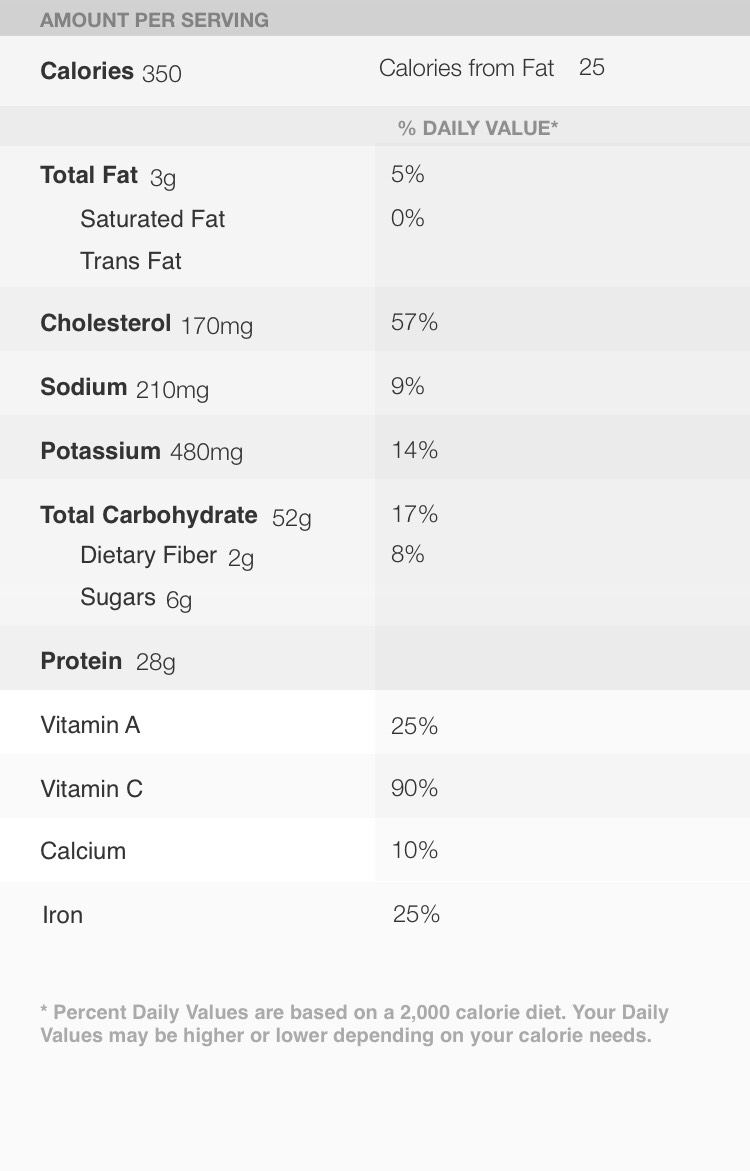 AMOUNT PER SERVING
Calories 350 Calories from Fat 25
% DAILY VALUE*
Total Fat 3g 5%
Saturated Fat 0%
Trans Fat
Cholesterol 170mg 57%
Sodium 210mg 9%
Potassium 480mg 14%
Total Carbohydrate 52g 17%
Dietary Fiber 2g 8%
Sugars 6g
Protein 28g
Vitamin A 25%
Vitamin C 90%
Calcium 10%
Iron 25%
* Percent Daily Values are based on a 2,000 calorie diet. Your Daily
Values may be higher or lower depending on your calorie needs.